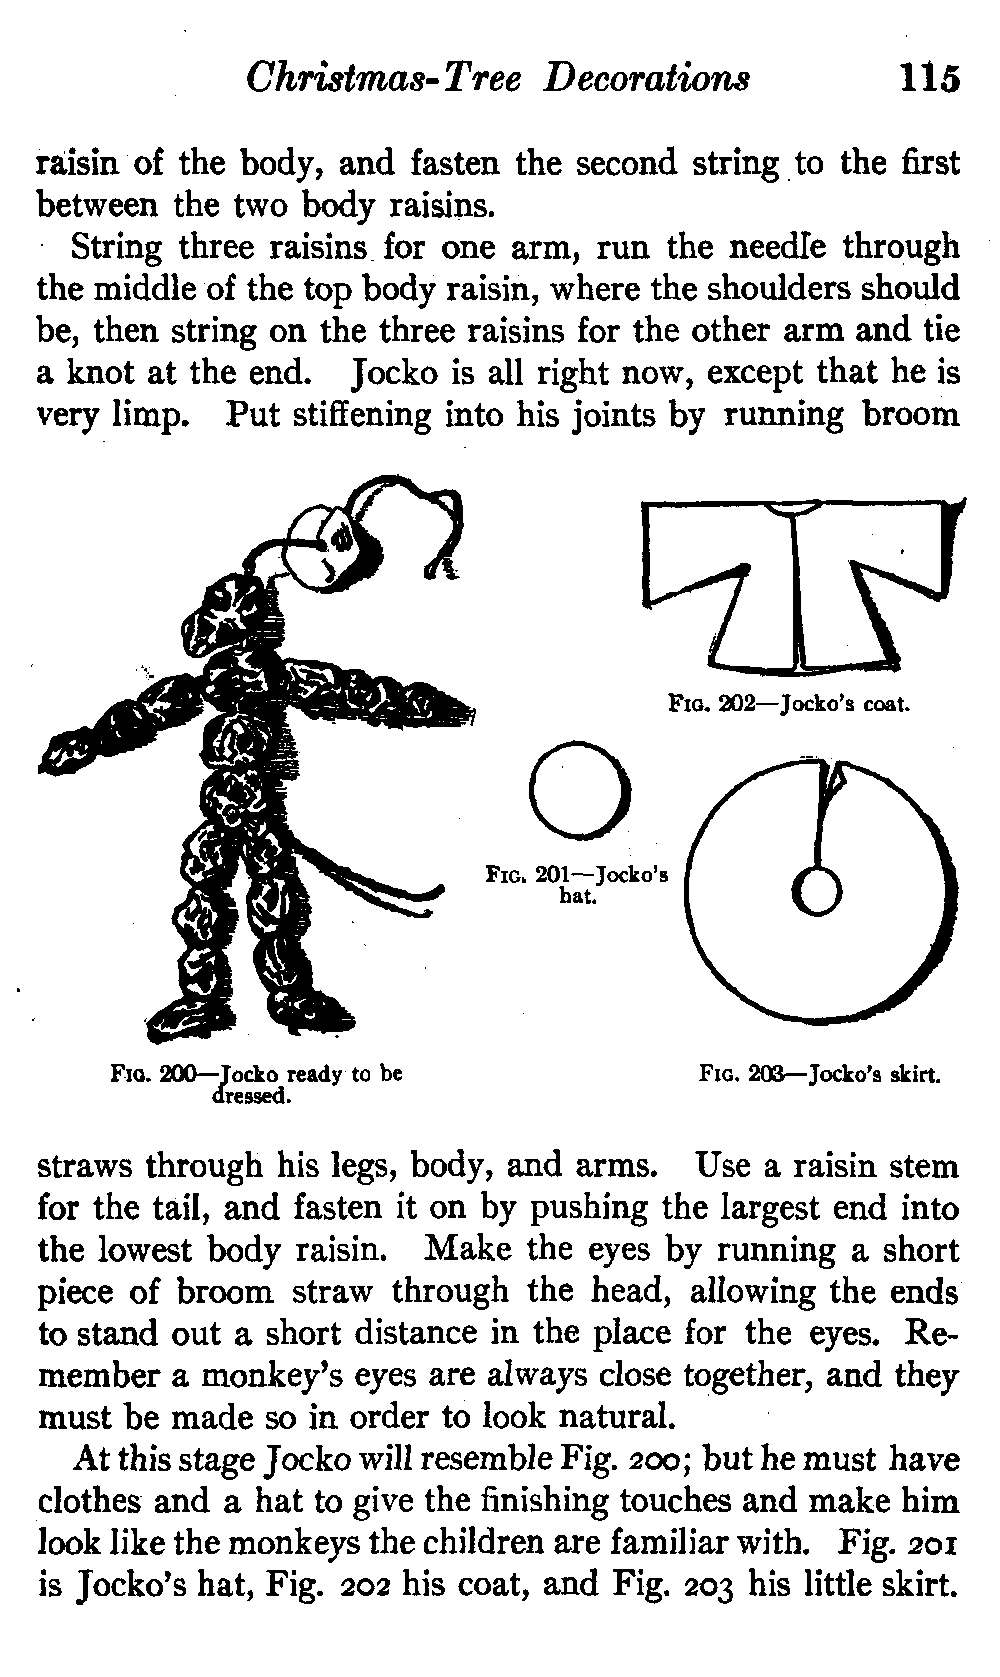 Christmas-Tree Decorations 115
raisin of the body, and fasten the second string to the first
between the two body raisins.
String three raisins for one arm, run the needle through
the middle of the top body raisin, where the shoulders should
be, then string on the three raisins for the other arm and tie
a knot at the end. Jocko is all right now, except that he is
very limp. Put stiffening into his joints by running broom
FIG. 202—Jocko's coat.
FIG. 201—Jocko's
hat.
FIG. 200—Jocko ready to be
dressed.
FIG. 203—Jocko's skirt.
straws through his legs, body, and arms. Use a raisin stem
for the tail, and fasten it on by pushing the largest end into
the lowest body raisin. Make the eyes by running a short
piece of broom straw through the head, allowing the ends
to stand out a short distance in the place for the eyes. Re-
member a monkey's eyes are always close together, and they
must be made so in order to look natural.
At this stage Jocko will resemble Fig. 200; but he must have
clothes and a hat to give the finishing touches and make him
look like the monkeys the children are familiar with. Fig. 201
is Jocko's hat, Fig. 202 his coat, and Fig. 203 his little skirt.